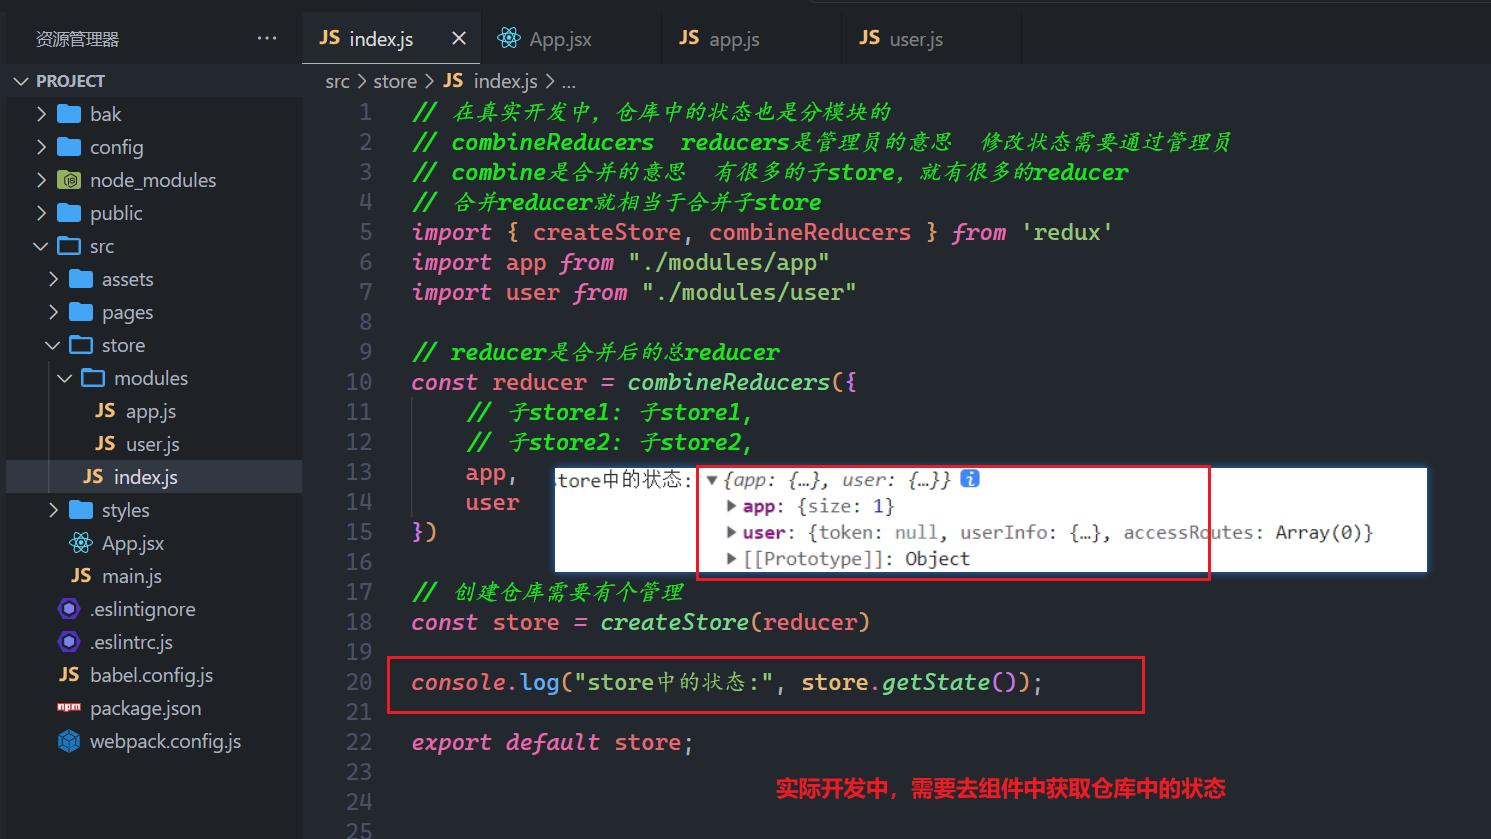 资源管理器 ···
JS index.js × App.jsx JS app.js JS user.js
PROJECT
src > store > JS index.js > ...
bak
config
node_modules
public
src
assets
pages
store
modules
JS app.js
JS user.js
JS index.js
styles
App.jsx
JS main.js
.eslintignore
.eslintrc.js
JS babel.config.js
npm package.json
webpack.config.js
1 // 在真实开发中，仓库中的状态也是分模块的
2 // combineReducers  reducers是管理员的意思  修改状态需要通过管理员
3 // combine是合并的意思  有很多的子store，就有很多的reducer
4 // 合并reducer就相当于合并子store
5 import { createStore, combineReducers } from 'redux'
6 import app from "./modules/app"
7 import user from "./modules/user"
8
9 // reducer是合并后的总reducer
10 const reducer = combineReducers({
11     // 子store1: 子store1,
12     // 子store2: 子store2,
13     app,
14     user
15 })
16
17 // 创建仓库需要有个管理
18 const store = createStore(reducer)
19
20 console.log("store中的状态:", store.getState());
21
22 export default store;
23
24
25
store中的状态: ▼{app: {…}, user: {…}} i
▶ app: {size: 1}
▶ user: {token: null, userInfo: {…}, accessRoutes: Array(0)}
▶ [[Prototype]]: Object
实际开发中，需要去组件中获取仓库中的状态